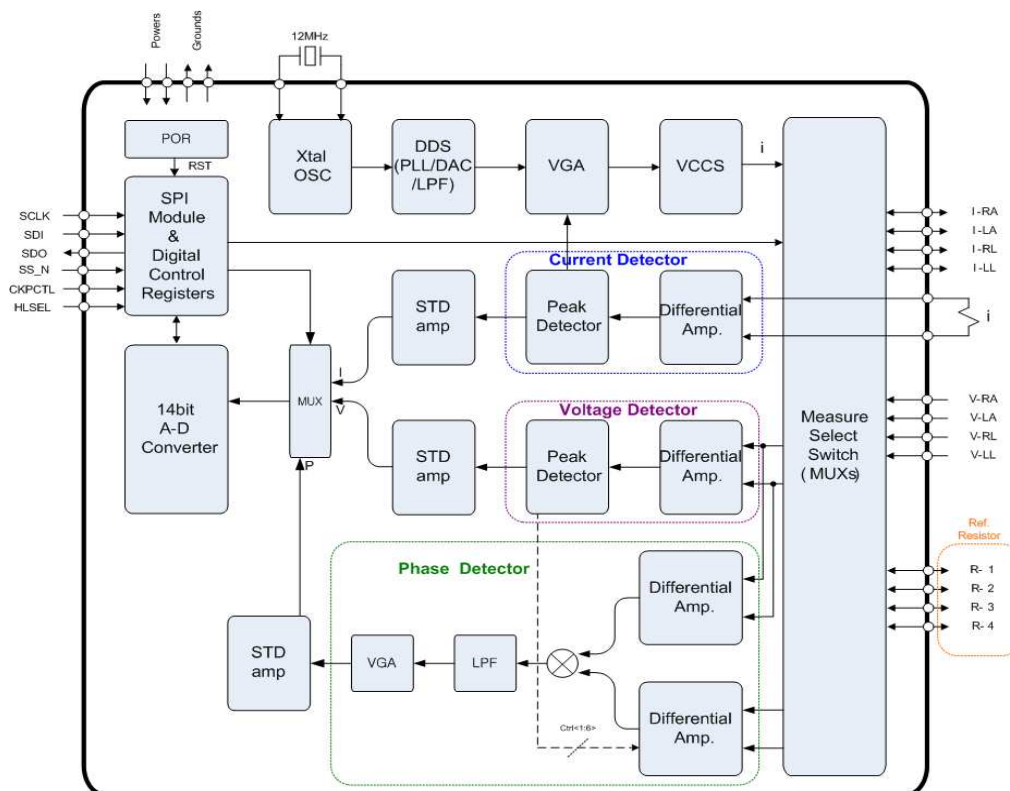 Powers
Grounds
12MHz
POR
RST
Xtal
OSC
DDS
(PLL/DAC
/LPF)
VGA
VCCS
i
SPI
Module
&
Digital
Control
Registers
SCLK
SDI
SDO
SS_N
CKPCTL
HLSEL
I-RA
I-LA
I-RL
I-LL
Current Detector
STD
amp
Peak
Detector
Differential
Amp.
i
14bit
A-D
Converter
MUX
I
V
P
Voltage Detector
STD
amp
Peak
Detector
Differential
Amp.
Measure
Select
Switch
(MUXs)
V-RA
V-LA
V-RL
V-LL
Phase Detector
Differential
Amp.
STD
amp
VGA
LPF
Ctrl<1:6>
Differential
Amp.
Ref.
Resistor
R- 1
R- 2
R- 3
R- 4